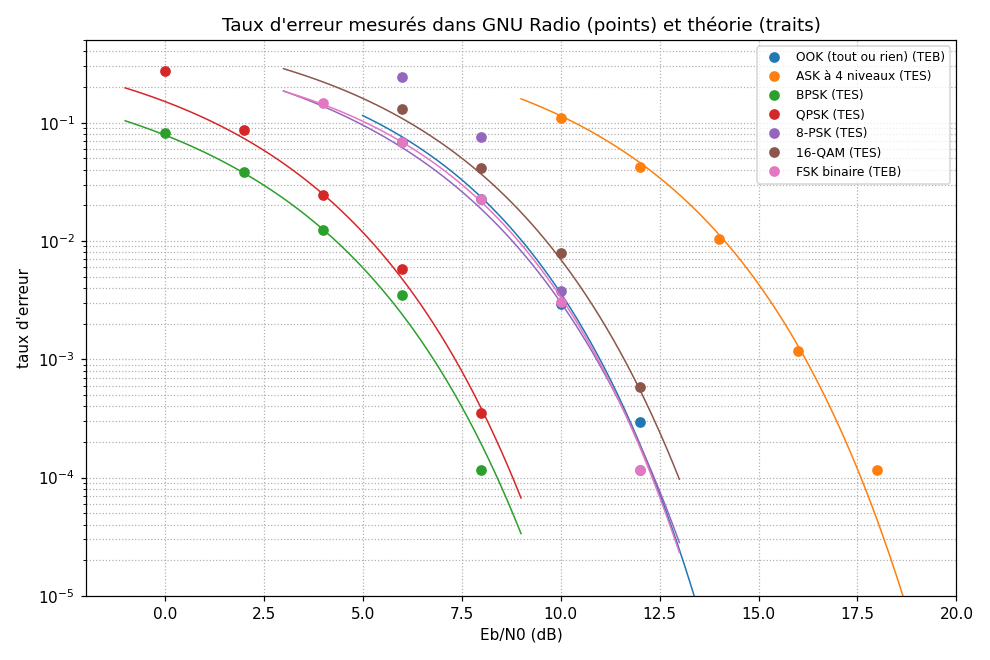 Taux d'erreur mesurés dans GNU Radio (points) et théorie (traits)
OOK (tout ou rien) (TEB)
ASK à 4 niveaux (TES)
BPSK (TES)
QPSK (TES)
8-PSK (TES)
16-QAM (TES)
FSK binaire (TEB)
taux d'erreur
10⁻¹
10⁻²
10⁻³
10⁻⁴
10⁻⁵
0.0 2.5 5.0 7.5 10.0 12.5 15.0 17.5 20.0
Eb/N0 (dB)